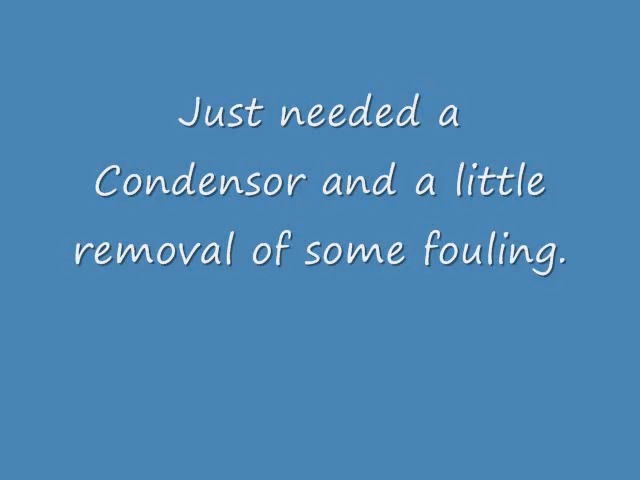 Just needed a
Condensor and a little
removal of some fouling.